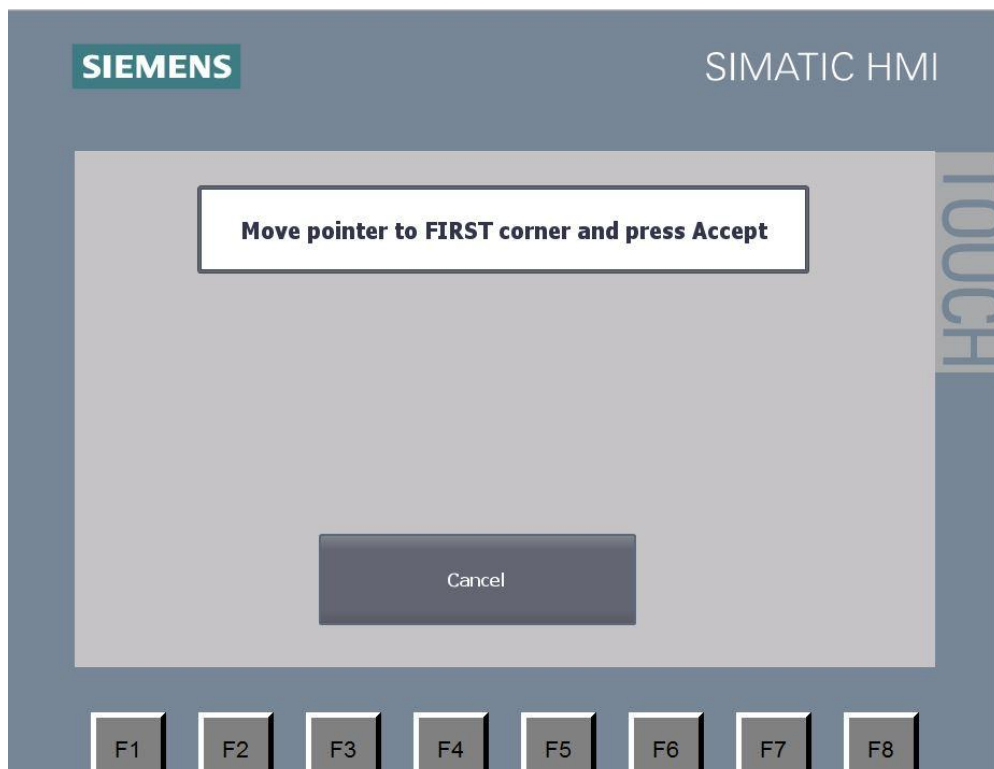 SIEMENS
SIMATIC HMI
TOUCH
Move pointer to FIRST corner and press Accept
Cancel
F1 F2 F3 F4 F5 F6 F7 F8